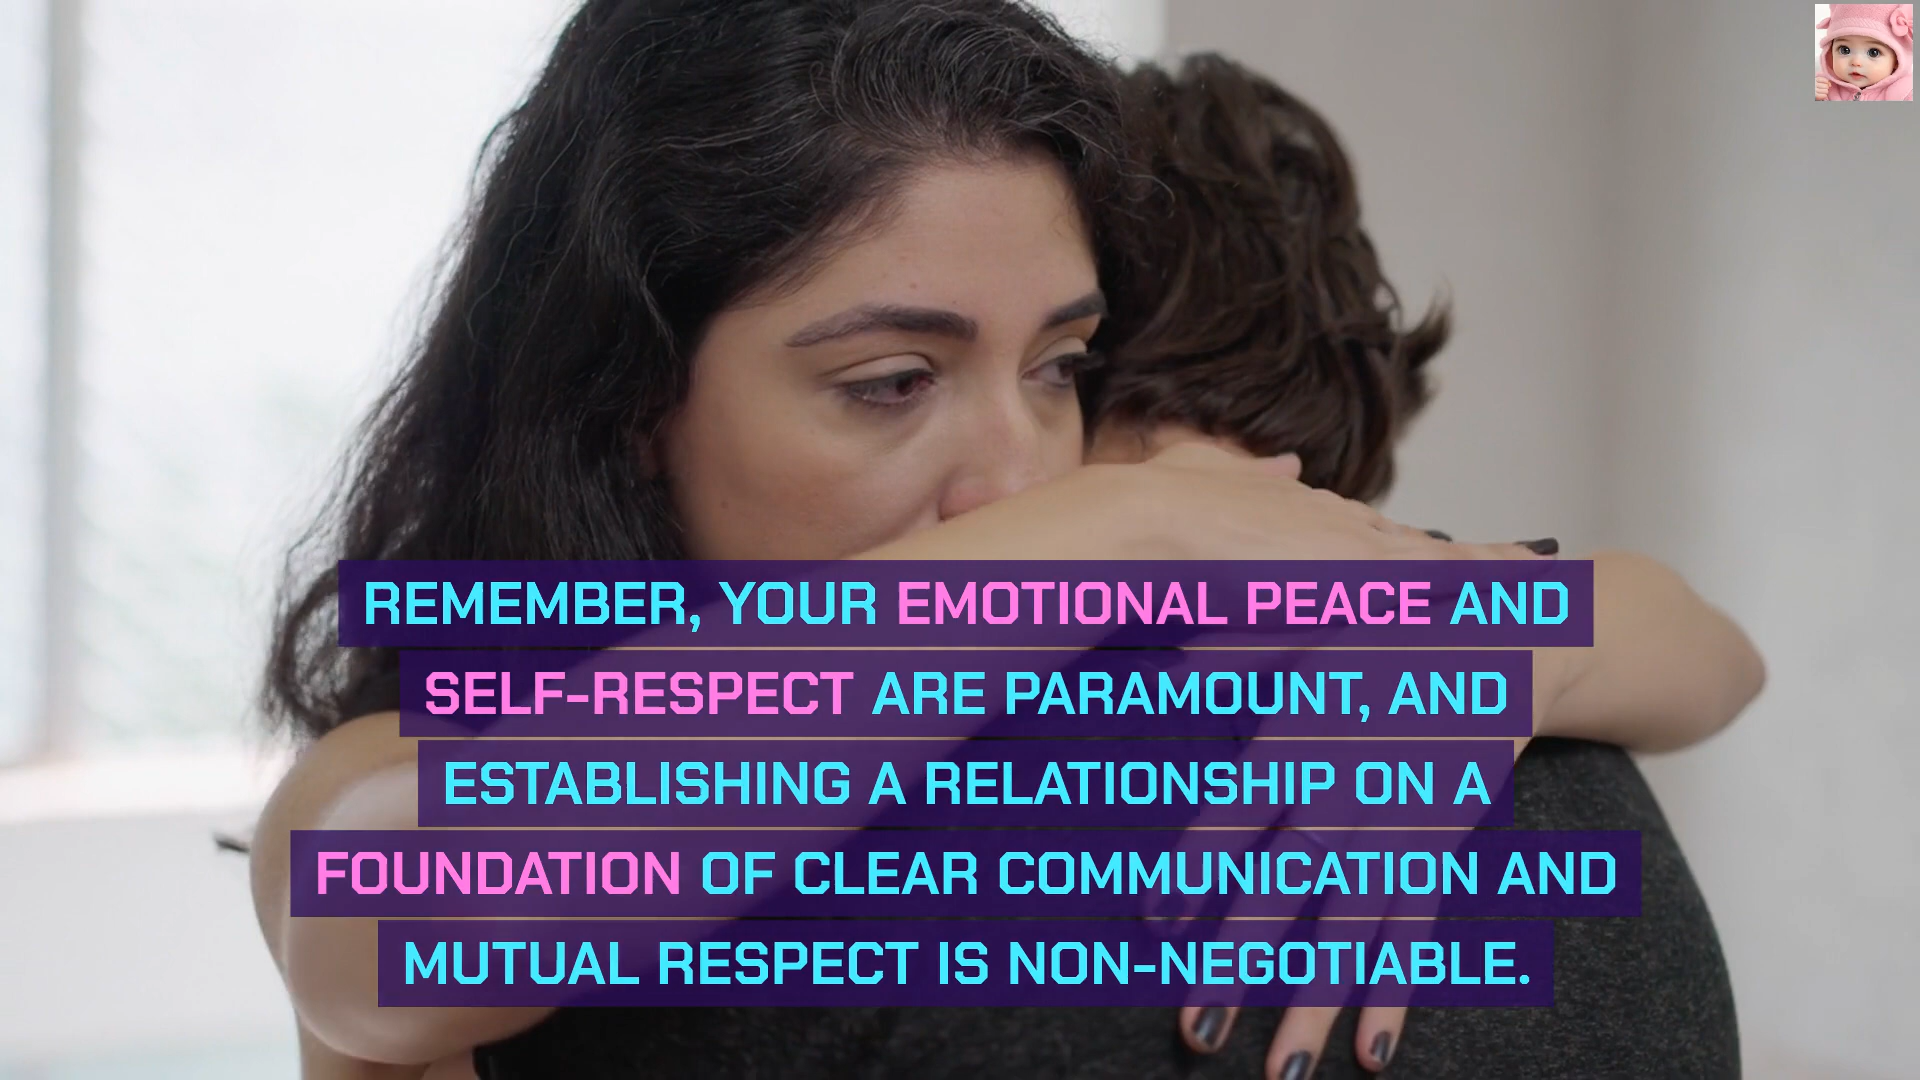 REMEMBER, YOUR EMOTIONAL PEACE AND
SELF-RESPECT ARE PARAMOUNT, AND
ESTABLISHING A RELATIONSHIP ON A
FOUNDATION OF CLEAR COMMUNICATION AND
MUTUAL RESPECT IS NON-NEGOTIABLE.